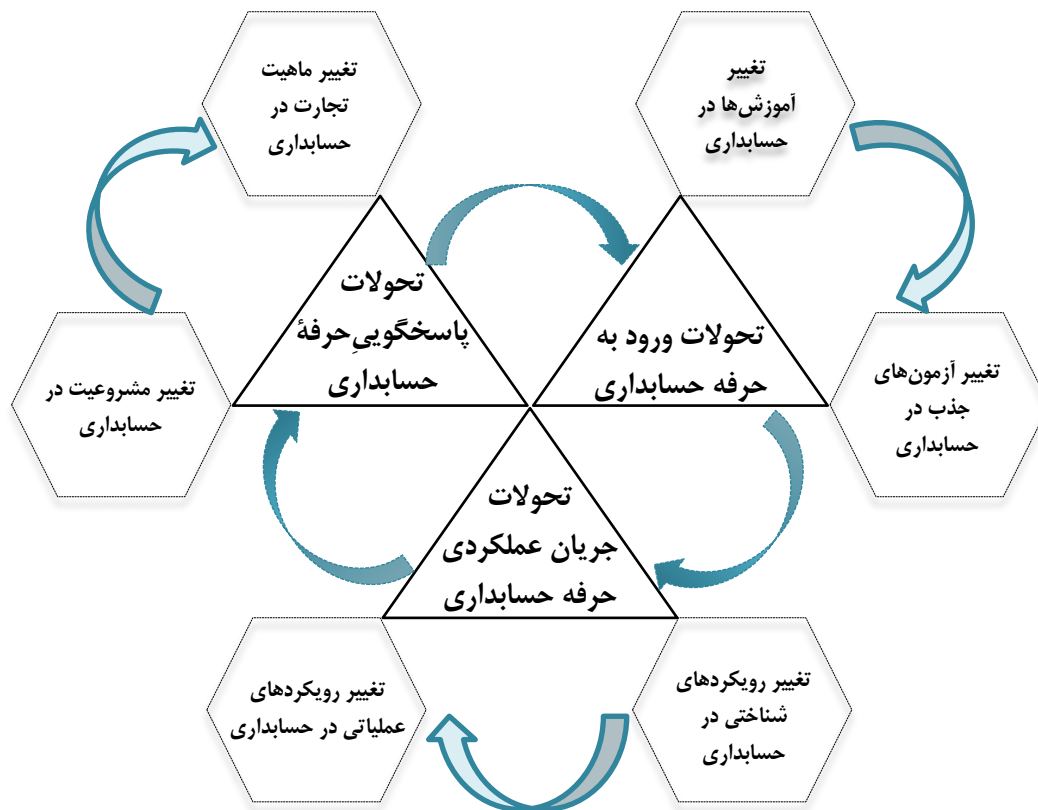 تغییر
آموزش‌ها در
حسابداری
تغییر ماهیت
تجارت در
حسابداری
تحولات ورود به
حرفه حسابداری
تحولات
پاسخگوییِ حرفهٔ
حسابداری
تغییر آزمون‌های
جذب در
حسابداری
تغییر مشروعیت در
حسابداری
تحولات
جریان عملکردی
حرفه حسابداری
تغییر رویکردهای
شناختی در
حسابداری
تغییر رویکردهای
عملیاتی در حسابداری